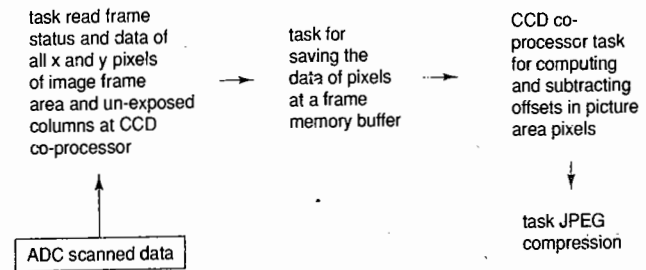 task read frame
status and data of
all x and y pixels
of image frame
area and un-exposed
columns at CCD
co-processor
task for
saving the
data of pixels
at a frame
memory buffer
CCD co-
processor task
for computing
and subtracting
offsets in picture
area pixels
task JPEG
compression
ADC scanned data